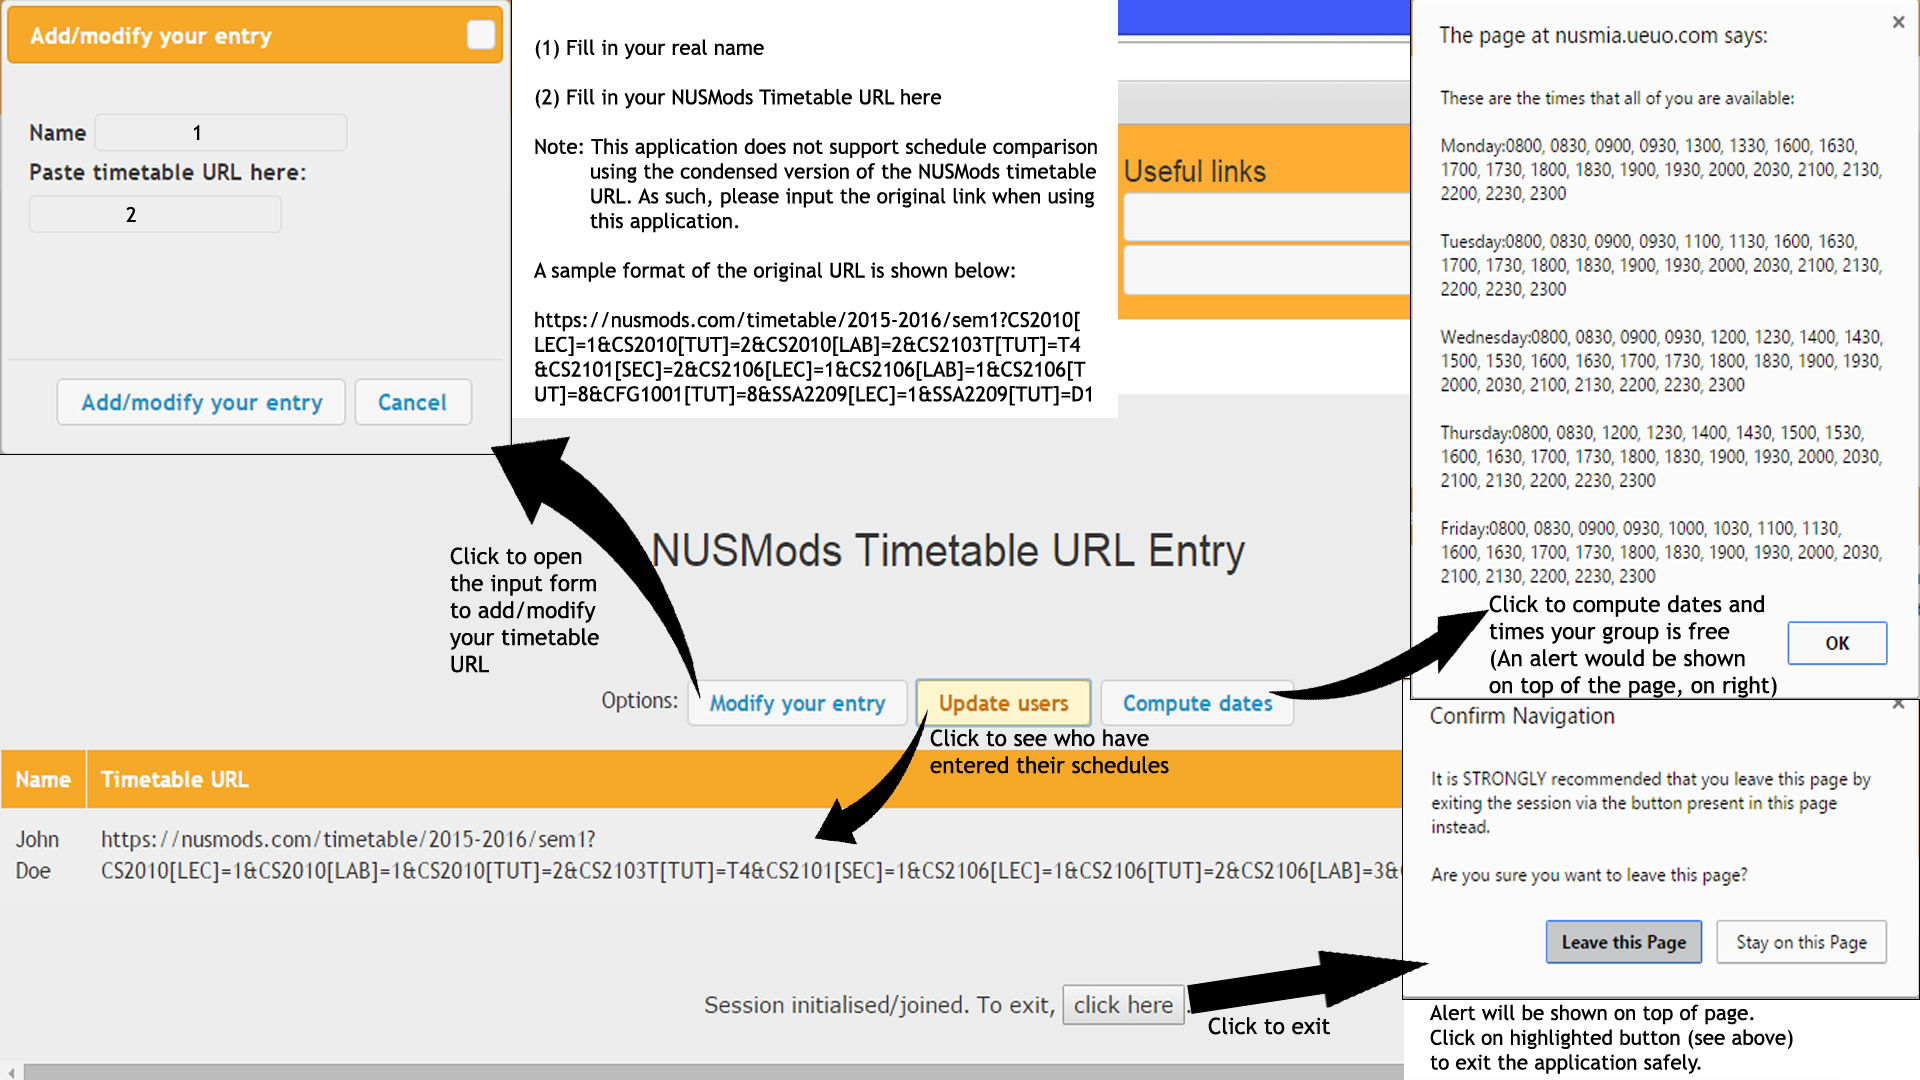 Add/modify your entry
Name 1
Paste timetable URL here:
2
Add/modify your entry
Cancel
(1) Fill in your real name
(2) Fill in your NUSMods Timetable URL here
Note: This application does not support schedule comparison
using the condensed version of the NUSMods timetable
URL. As such, please input the original link when using
this application.
A sample format of the original URL is shown below:
https://nusmods.com/timetable/2015-2016/sem1?CS2010[
LEC]=1&CS2010[TUT]=2&CS2010[LAB]=2&CS2103T[TUT]=T4
&CS2101[SEC]=2&CS2106[LEC]=1&CS2106[LAB]=1&CS2106[T
UT]=8&CFG1001[TUT]=8&SSA2209[LEC]=1&SSA2209[TUT]=D1
Useful links
The page at nusmia.ueuo.com says:
These are the times that all of you are available:
Monday:0800, 0830, 0900, 0930, 1300, 1330, 1600, 1630,
1700, 1730, 1800, 1830, 1900, 1930, 2000, 2030, 2100, 2130,
2200, 2230, 2300
Tuesday:0800, 0830, 0900, 0930, 1100, 1130, 1600, 1630,
1700, 1730, 1800, 1830, 1900, 1930, 2000, 2030, 2100, 2130,
2200, 2230, 2300
Wednesday:0800, 0830, 0900, 0930, 1200, 1230, 1400, 1430,
1500, 1530, 1600, 1630, 1700, 1730, 1800, 1830, 1900, 1930,
2000, 2030, 2100, 2130, 2200, 2230, 2300
Thursday:0800, 0830, 1200, 1230, 1400, 1430, 1500, 1530,
1600, 1630, 1700, 1730, 1800, 1830, 1900, 1930, 2000, 2030,
2100, 2130, 2200, 2230, 2300
Friday:0800, 0830, 0900, 0930, 1000, 1030, 1100, 1130,
1600, 1630, 1700, 1730, 1800, 1830, 1900, 1930, 2000, 2030,
2100, 2130, 2200, 2230, 2300
OK
Click to compute dates and
times your group is free
(An alert would be shown
on top of the page, on right)
Click to open
the input form
to add/modify
your timetable
URL
NUSMods Timetable URL Entry
Options:
Modify your entry
Update users
Compute dates
Click to see who have
entered their schedules
Name
Timetable URL
John
Doe
https://nusmods.com/timetable/2015-2016/sem1?
CS2010[LEC]=1&CS2010[LAB]=1&CS2010[TUT]=2&CS2103T[TUT]=T4&CS2101[SEC]=1&CS2106[LEC]=1&CS2106[TUT]=2&CS2106[LAB]=3&
Session initialised/joined. To exit, click here.
Click to exit
Confirm Navigation
It is STRONGLY recommended that you leave this page by
exiting the session via the button present in this page
instead.
Are you sure you want to leave this page?
Leave this Page
Stay on this Page
Alert will be shown on top of page.
Click on highlighted button (see above)
to exit the application safely.